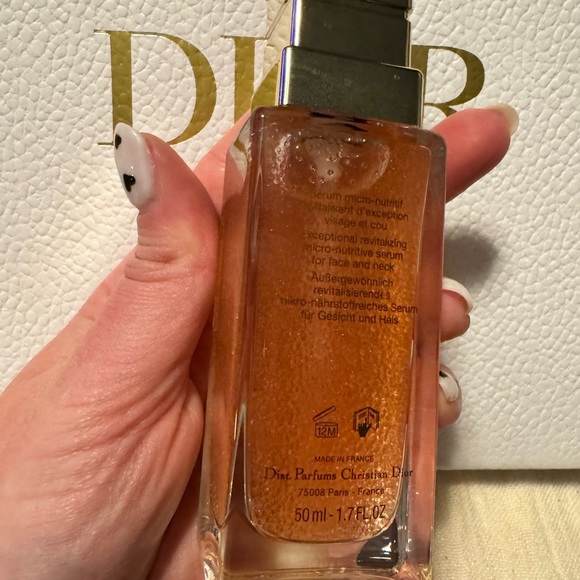 DIOR
Sérum micro-nutritif
revitalisant d'exception
visage et cou
Exceptional revitalizing
micro-nutritive serum
for face and neck
Außergewöhnlich
revitalisierendes
mikro-nährstoffreiches Serum
für Gesicht und Hals
12M
MADE IN FRANCE
Dist. Parfums Christian Dior
75008 Paris - France
50 ml - 1.7 FL.OZ